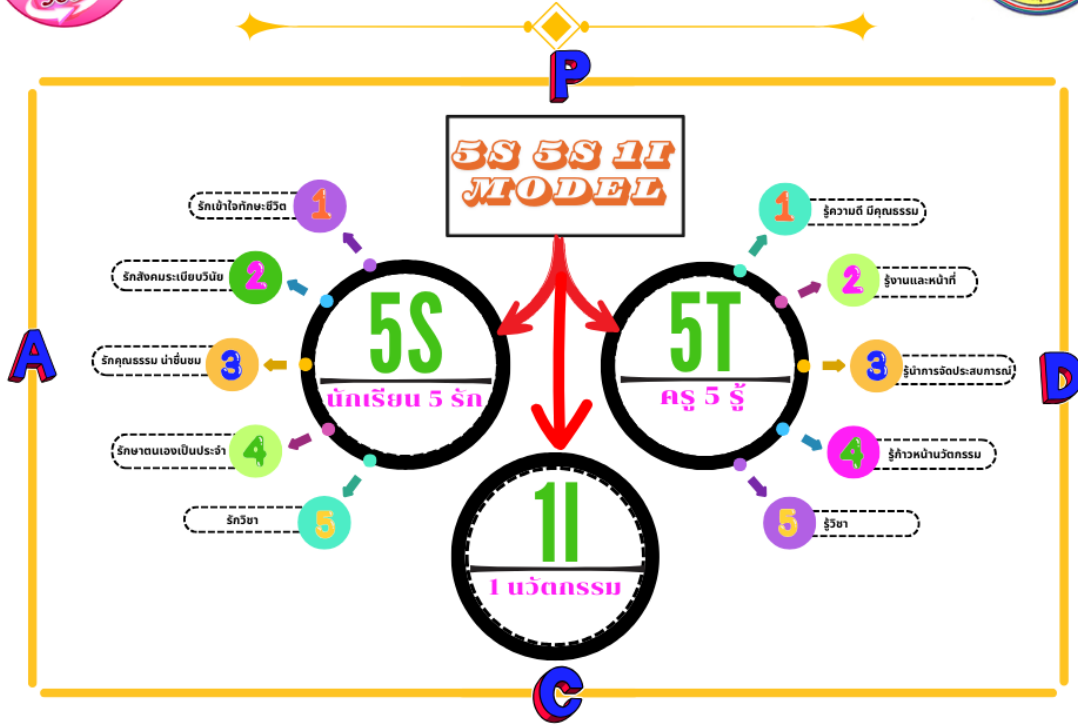 P
5S 5S 1I
MODEL
A
D
C
5S
นักเรียน 5 รัก
1
รักเข้าใจทักษะชีวิต
2
รักสังคมระเบียบวินัย
3
รักคุณธรรม น่าชื่นชม
4
รักษาตนเองเป็นประจำ
5
รักวิชา
5T
ครู 5 รู้
1
รู้ความดี มีคุณธรรม
2
รู้งานและหน้าที่
3
รู้นำการจัดประสบการณ์
4
รู้ก้าวหน้านวัตกรรม
5
รู้วิชา
1I
1 นวัตกรรม